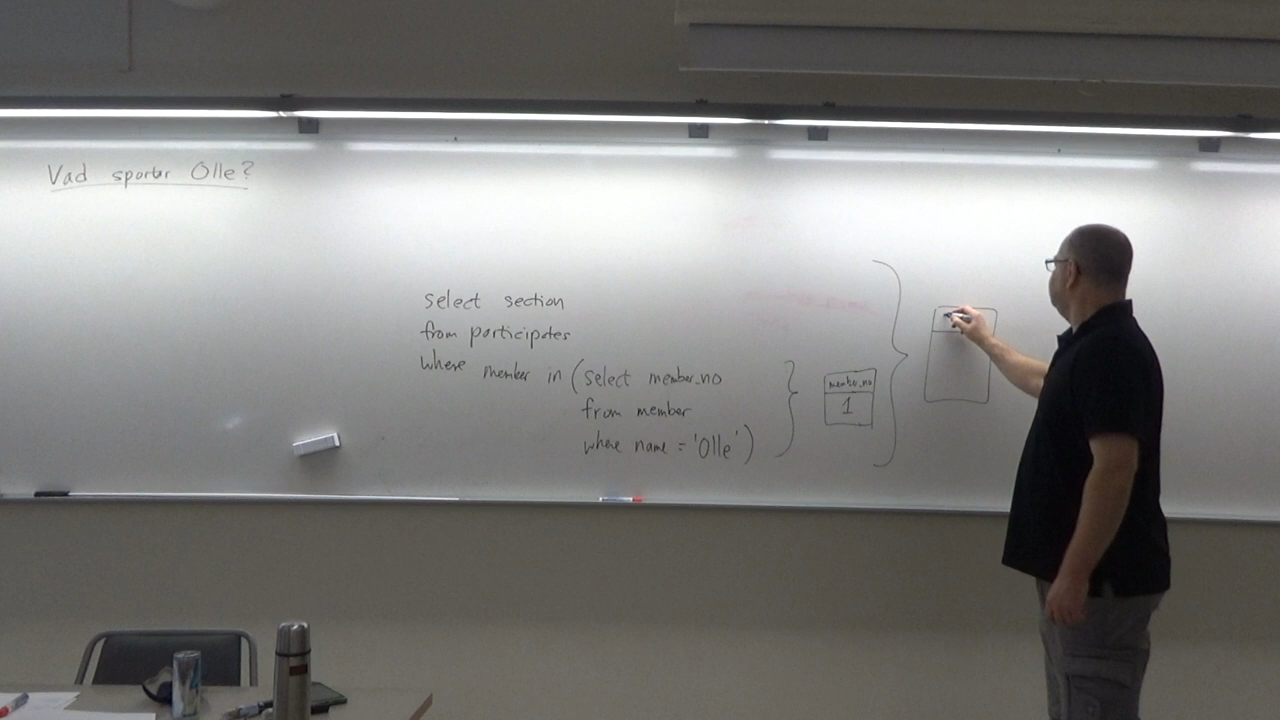 Vad sportar Olle?
select section
from participates
where member in (select member_no
from member
where name = 'Olle')
member_no
1